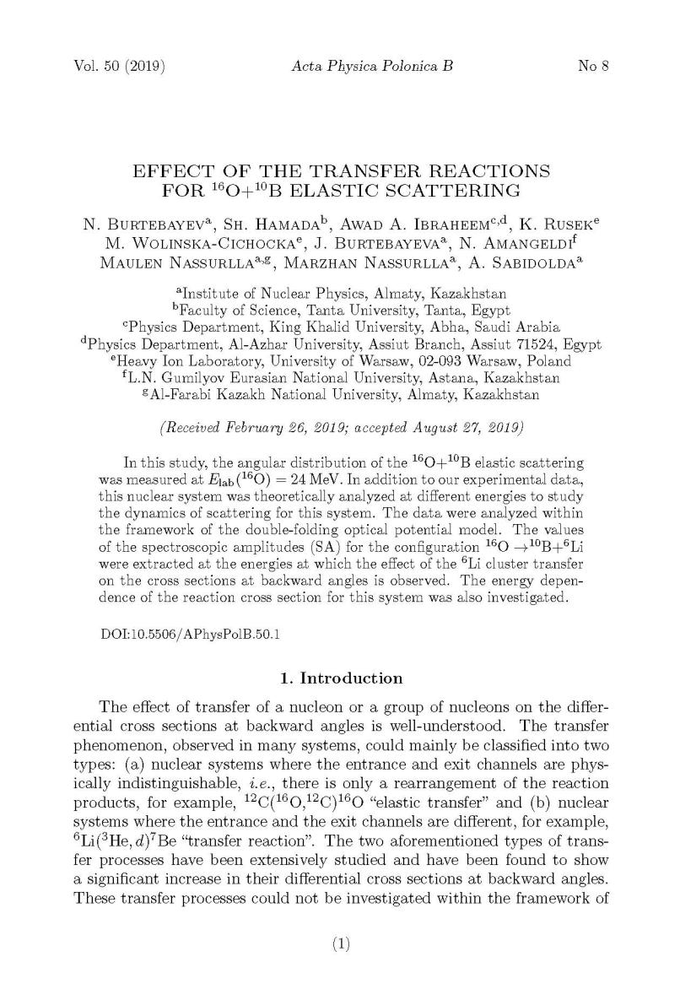 Vol. 50 (2019) Acta Physica Polonica B No 8
EFFECT OF THE TRANSFER REACTIONS
FOR ¹⁶O+¹⁰B ELASTIC SCATTERING
N. Burtebayevᵃ, Sh. Hamadaᵇ, Awad A. Ibraheemᶜ,ᵈ, K. Rusekᵉ
M. Wolinska-Cichockaᵉ, J. Burtebayevaᵃ, N. Amangeldiᶠ
Maulen Nassurllaᵃ,ᵍ, Marzhan Nassurllaᵃ, A. Sabidoldaᵃ
ᵃInstitute of Nuclear Physics, Almaty, Kazakhstan
ᵇFaculty of Science, Tanta University, Tanta, Egypt
ᶜPhysics Department, King Khalid University, Abha, Saudi Arabia
ᵈPhysics Department, Al-Azhar University, Assiut Branch, Assiut 71524, Egypt
ᵉHeavy Ion Laboratory, University of Warsaw, 02-093 Warsaw, Poland
ᶠL.N. Gumilyov Eurasian National University, Astana, Kazakhstan
ᵍAl-Farabi Kazakh National University, Almaty, Kazakhstan
(Received February 26, 2019; accepted August 27, 2019)
In this study, the angular distribution of the ¹⁶O+¹⁰B elastic scattering
was measured at E_lab(¹⁶O) = 24 MeV. In addition to our experimental data,
this nuclear system was theoretically analyzed at different energies to study
the dynamics of scattering for this system. The data were analyzed within
the framework of the double-folding optical potential model. The values
of the spectroscopic amplitudes (SA) for the configuration ¹⁶O →¹⁰B+⁶Li
were extracted at the energies at which the effect of the ⁶Li cluster transfer
on the cross sections at backward angles is observed. The energy depen-
dence of the reaction cross section for this system was also investigated.
DOI:10.5506/APhysPolB.50.1
1. Introduction
The effect of transfer of a nucleon or a group of nucleons on the differ-
ential cross sections at backward angles is well-understood. The transfer
phenomenon, observed in many systems, could mainly be classified into two
types: (a) nuclear systems where the entrance and exit channels are phys-
ically indistinguishable, i.e., there is only a rearrangement of the reaction
products, for example, ¹²C(¹⁶O,¹²C)¹⁶O “elastic transfer” and (b) nuclear
systems where the entrance and the exit channels are different, for example,
⁶Li(³He, d)⁷Be “transfer reaction”. The two aforementioned types of trans-
fer processes have been extensively studied and have been found to show
a significant increase in their differential cross sections at backward angles.
These transfer processes could not be investigated within the framework of
(1)